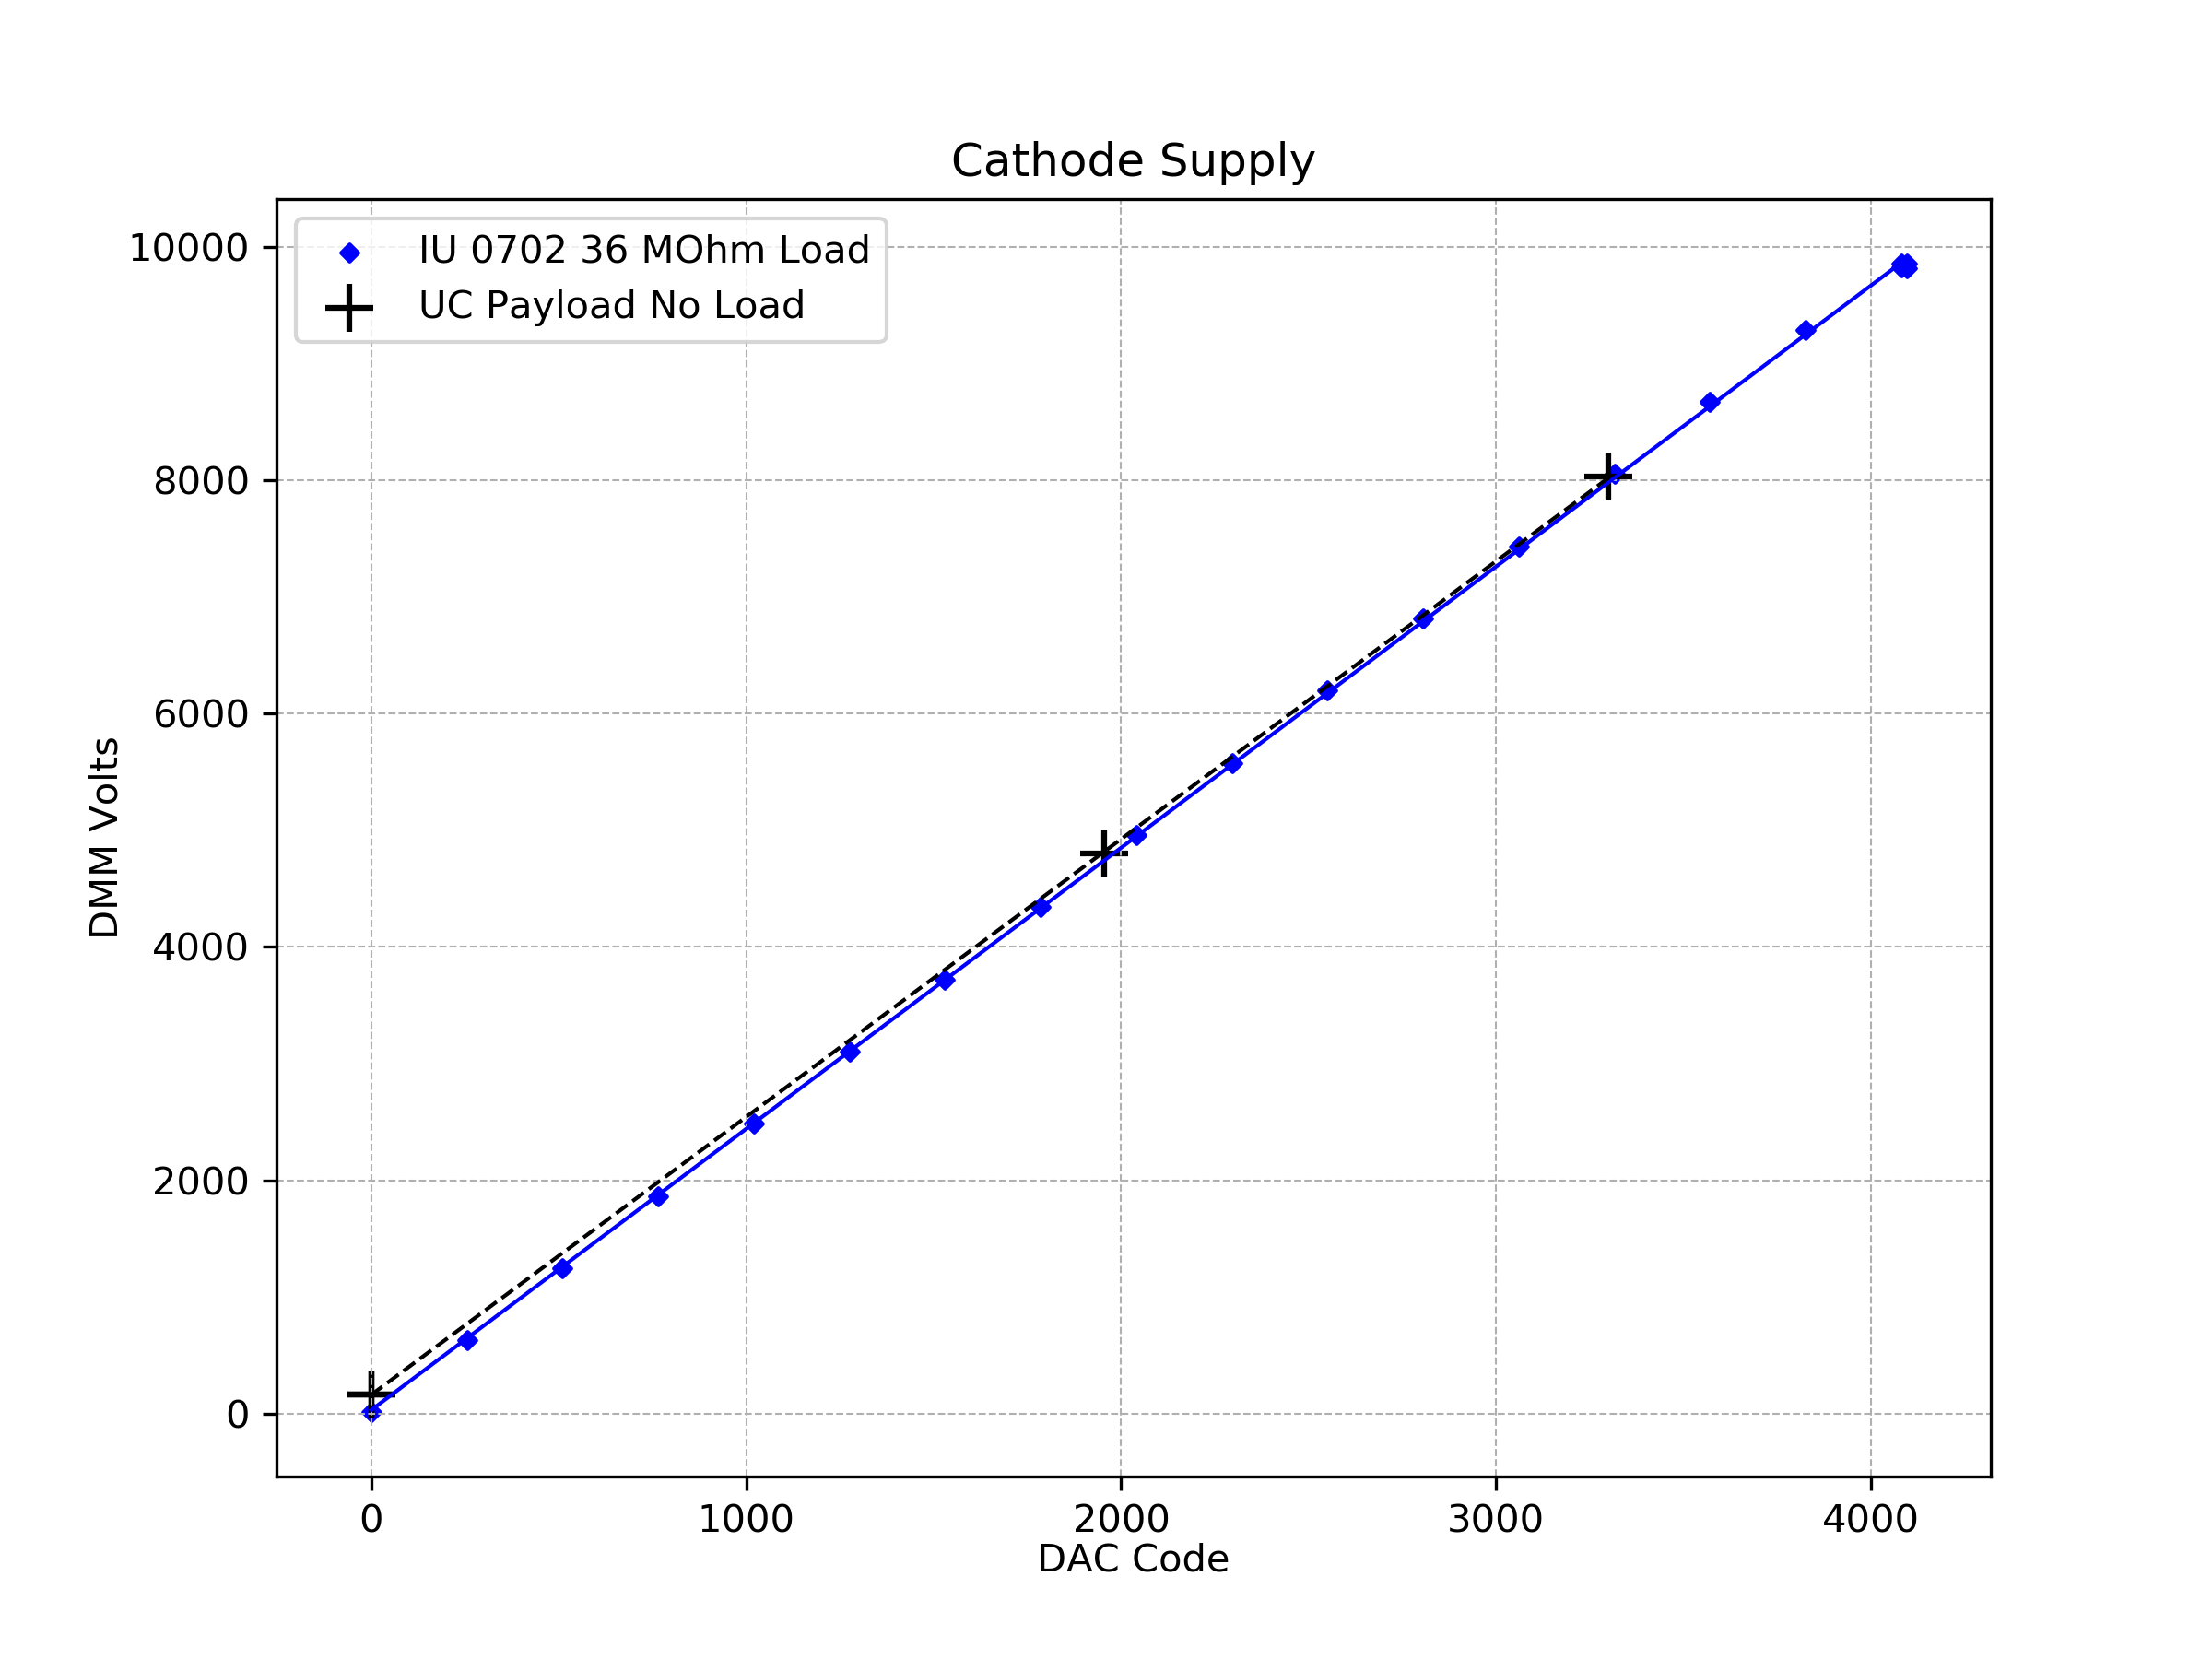 Cathode Supply
IU 0702 36 MOhm Load
UC Payload No Load
10000
8000
6000
4000
2000
0
DMM Volts
0 1000 2000 3000 4000
DAC Code